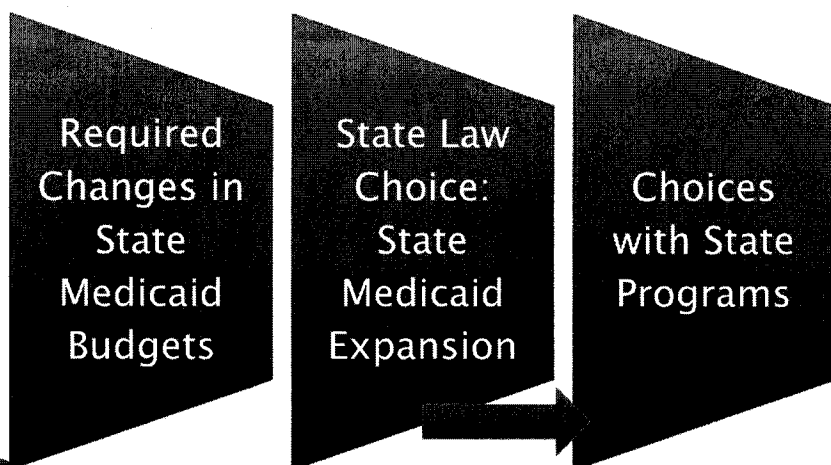 Required
Changes in
State
Medicaid
Budgets
State Law
Choice:
State
Medicaid
Expansion
Choices
with State
Programs